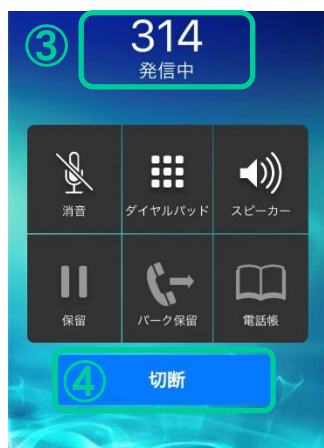 ③
314
発信中
消音
ダイヤルパッド
スピーカー
保留
パーク保留
電話帳
④
切断